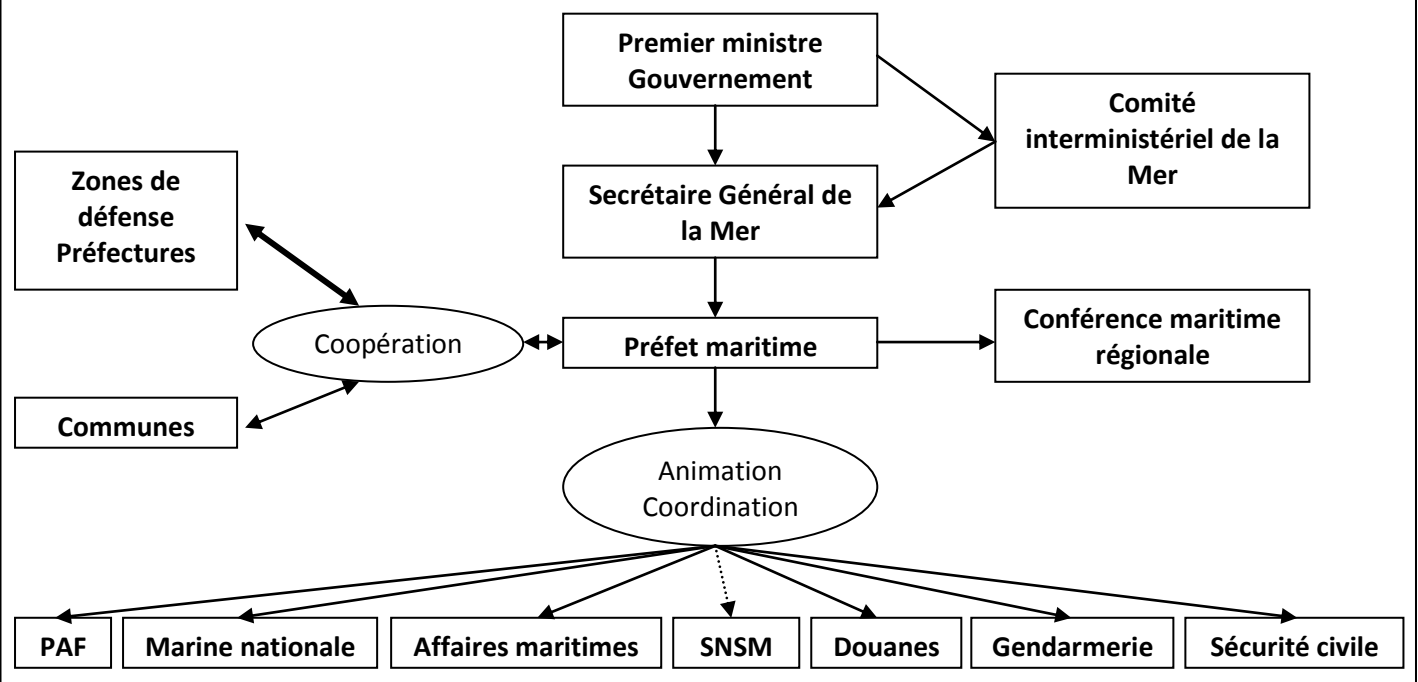 Premier ministre
Gouvernement
Comité
interministériel de la
Mer
Zones de
défense
Préfectures
Secrétaire Général de
la Mer
Coopération
Préfet maritime
Conférence maritime
régionale
Communes
Animation
Coordination
PAF
Marine nationale
Affaires maritimes
SNSM
Douanes
Gendarmerie
Sécurité civile